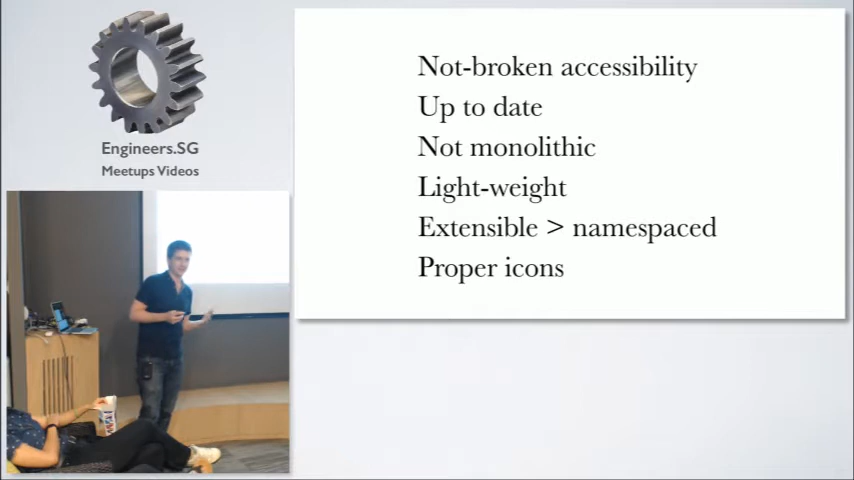 Engineers.SG
Meetups Videos
Not-broken accessibility
Up to date
Not monolithic
Light-weight
Extensible > namespaced
Proper icons